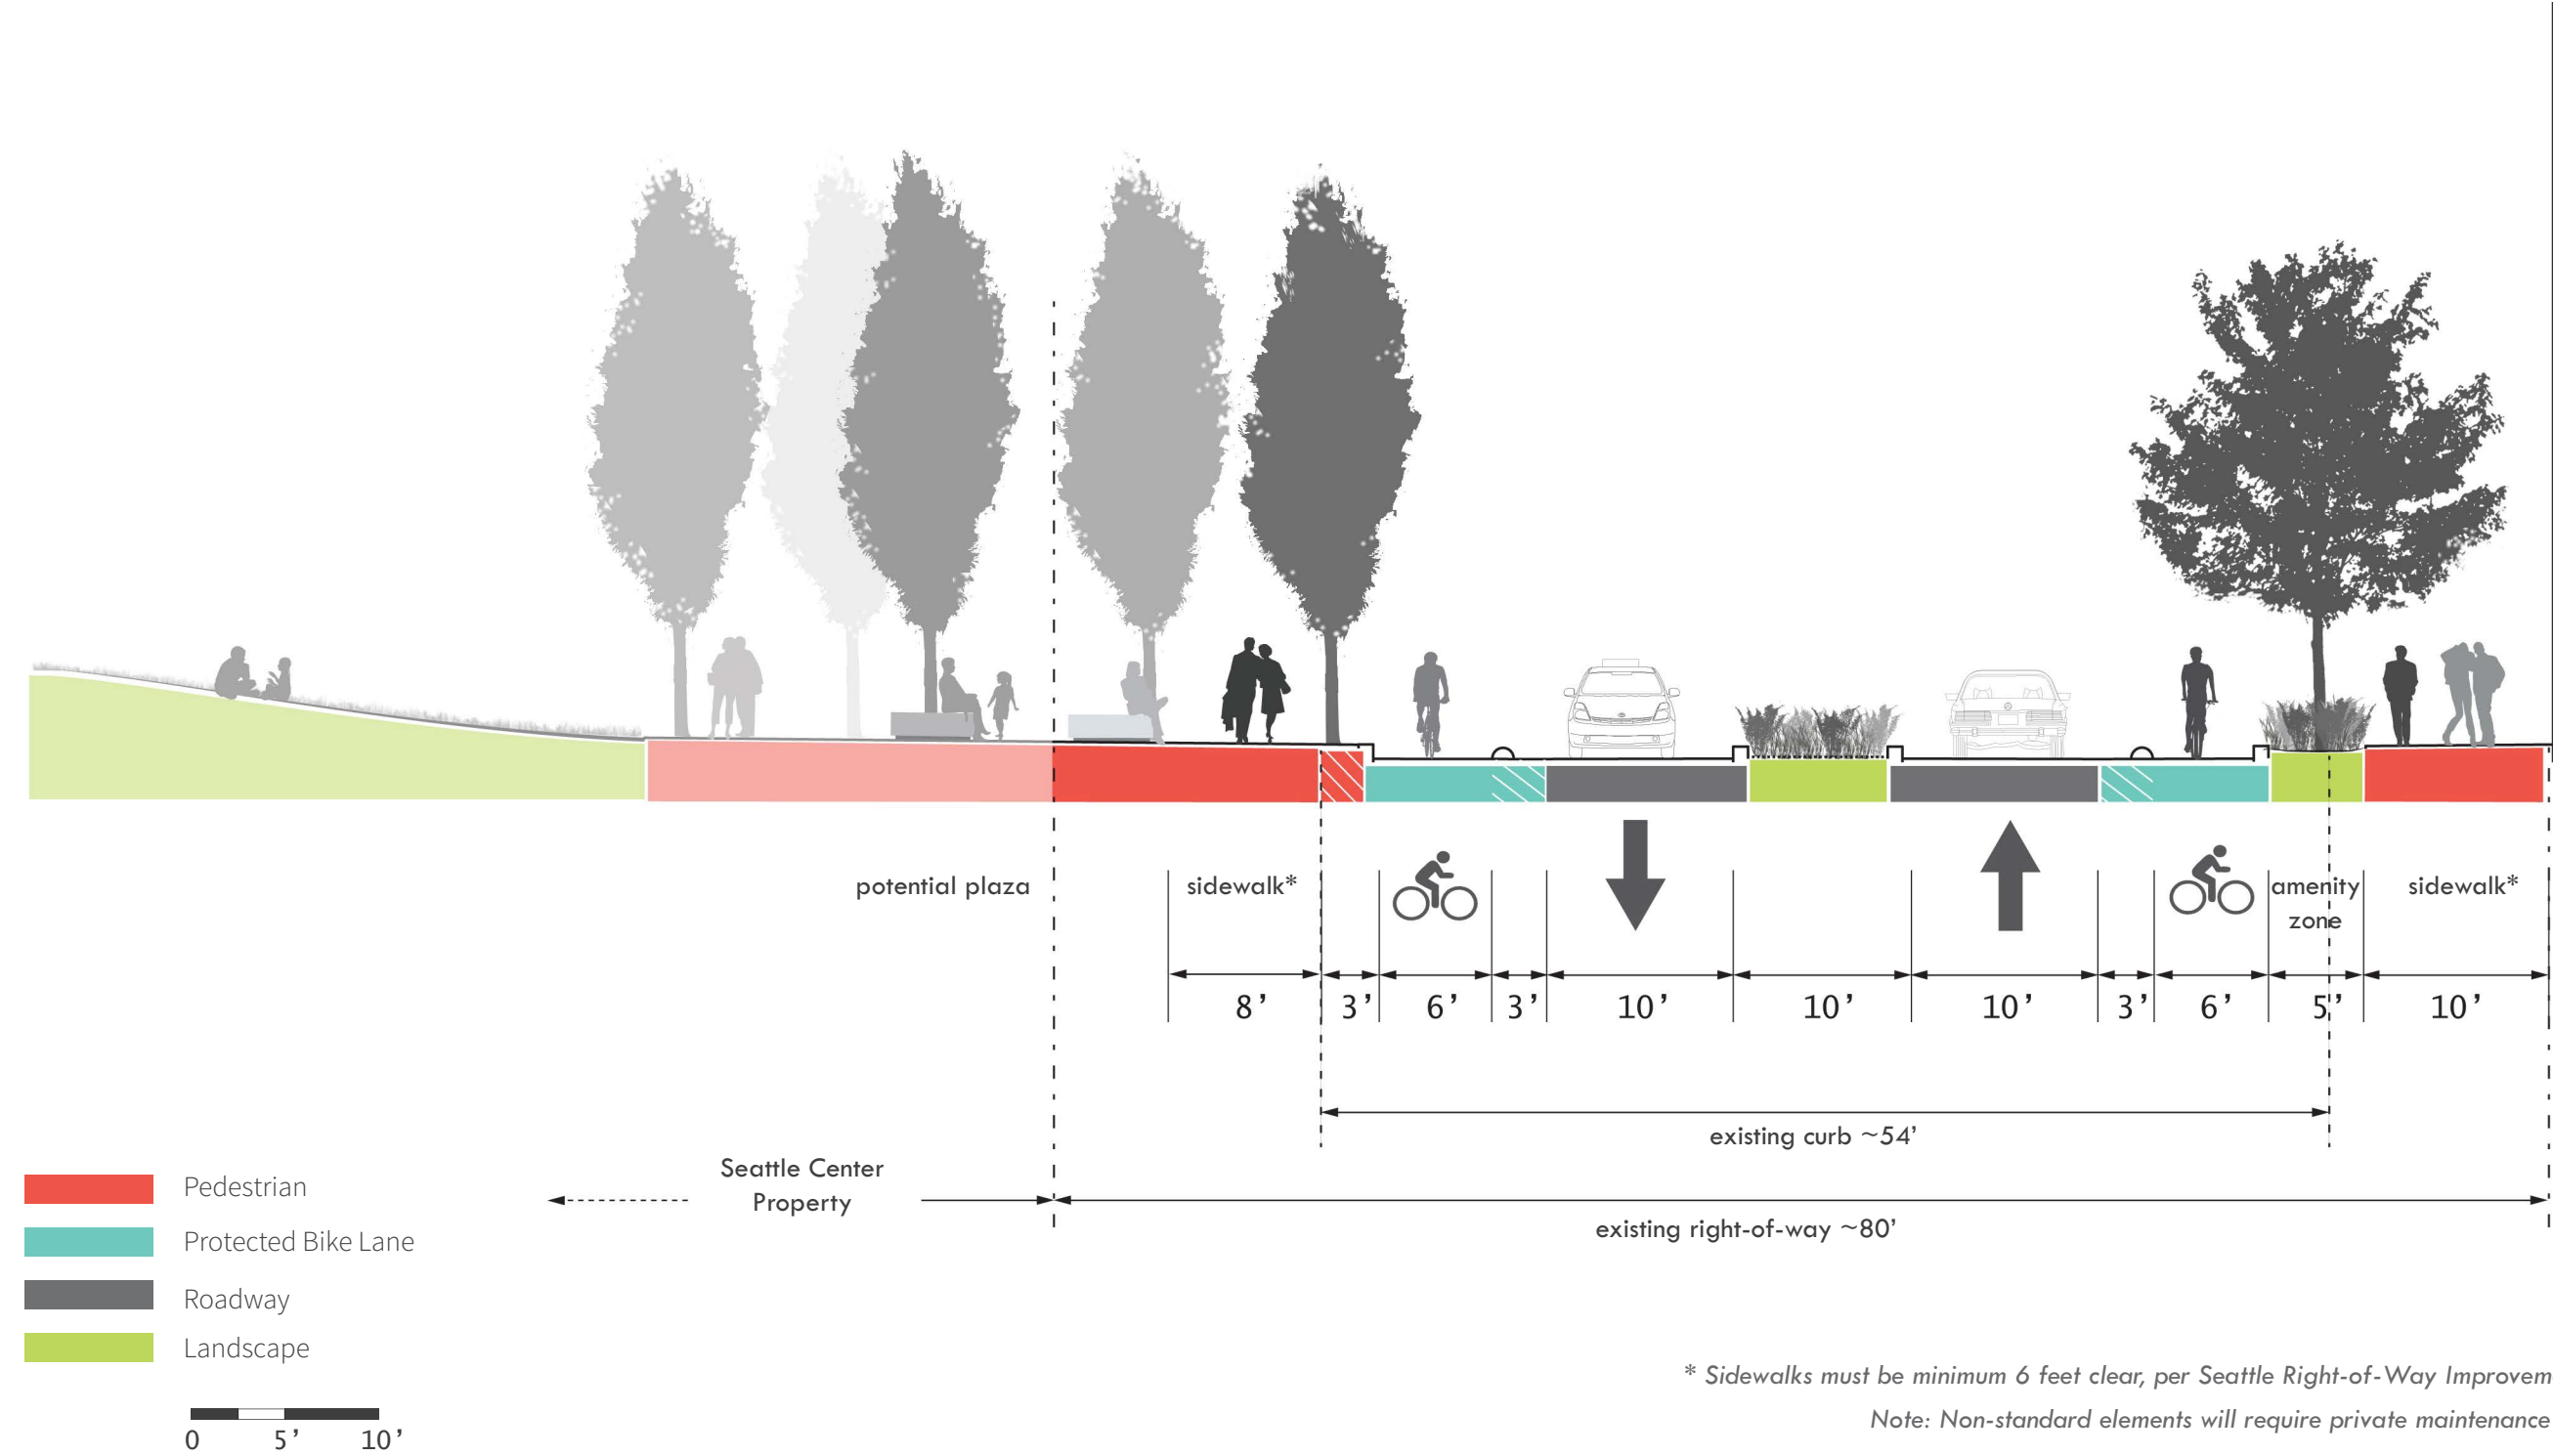 potential plaza
sidewalk*
amenity
zone
sidewalk*
8’
3’
6’
3’
10’
10’
10’
3’
6’
5’
10’
existing curb ~54’
Seattle Center
Property
existing right-of-way ~80’
Pedestrian
Protected Bike Lane
Roadway
Landscape
0 5’ 10’
* Sidewalks must be minimum 6 feet clear, per Seattle Right-of-Way Improvem
Note: Non-standard elements will require private maintenance